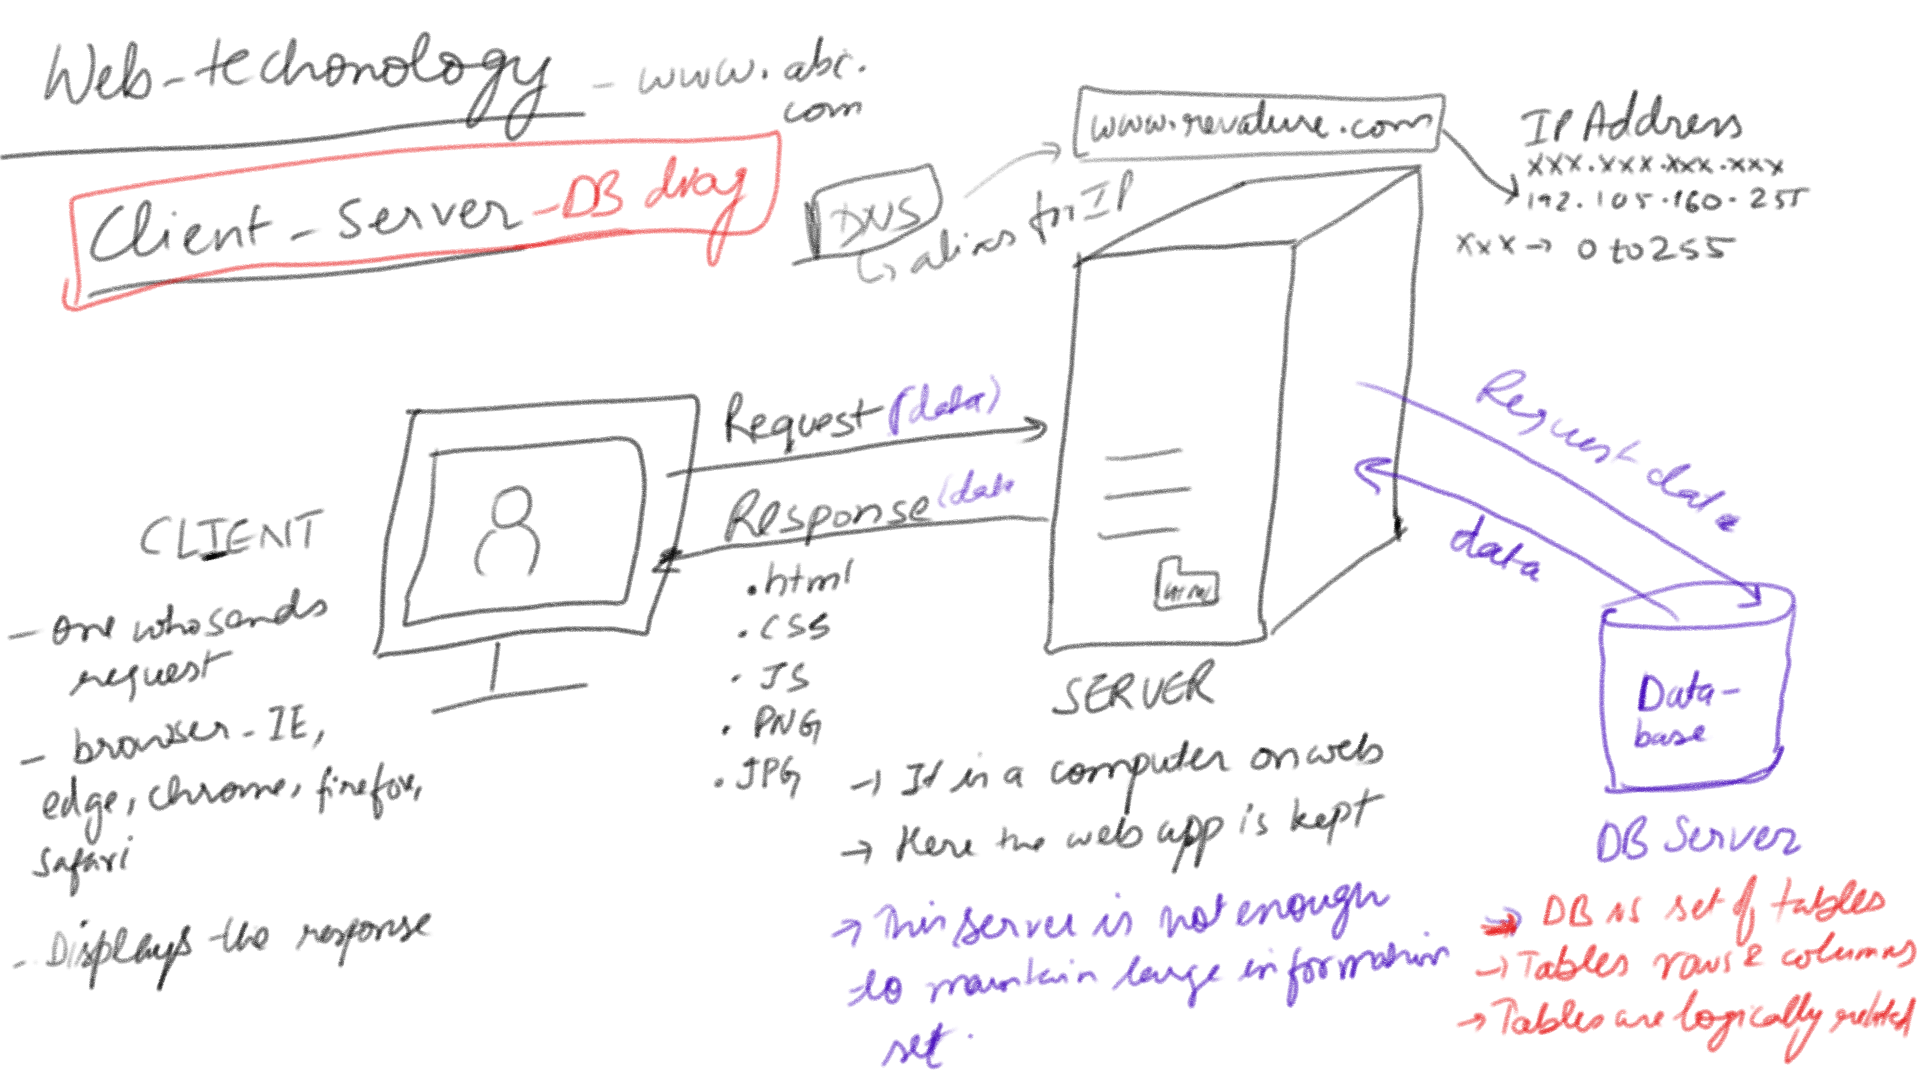 Web-techonology - www.abc.
com
Client-Server-DB diag
DNS
↳ alias for IP
www.revature.com
IP Address
xxx.xxx.xxx.xxx
192.105.160.255
xxx → 0 to 255
CLIENT
- One who sends
request
- browser - IE,
edge, chrome, firefox,
safari
- Displays the response
Request (data)
Response (data
.html
.CSS
.JS
.PNG
.JPG
html
SERVER
→ It is a computer on web
→ Here the web app is kept
→ This server is not enough
to maintain large information
set.
Request data
data
Data-
base
DB Server
→ DB is set of tables
→ Tables rows & columns
→ Tables are logically related